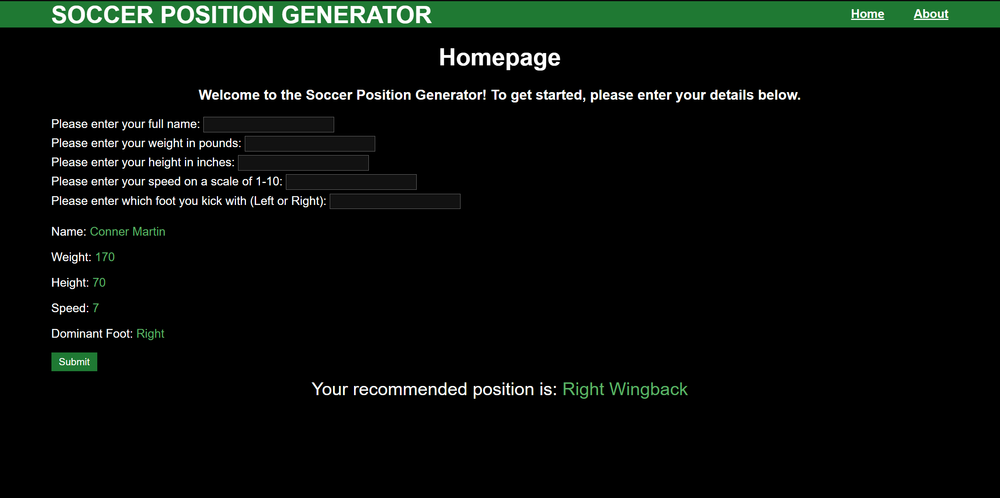 SOCCER POSITION GENERATOR Home About
Homepage
Welcome to the Soccer Position Generator! To get started, please enter your details below.
Please enter your full name:
Please enter your weight in pounds:
Please enter your height in inches:
Please enter your speed on a scale of 1-10:
Please enter which foot you kick with (Left or Right):
Name: Conner Martin
Weight: 170
Height: 70
Speed: 7
Dominant Foot: Right
Submit
Your recommended position is: Right Wingback